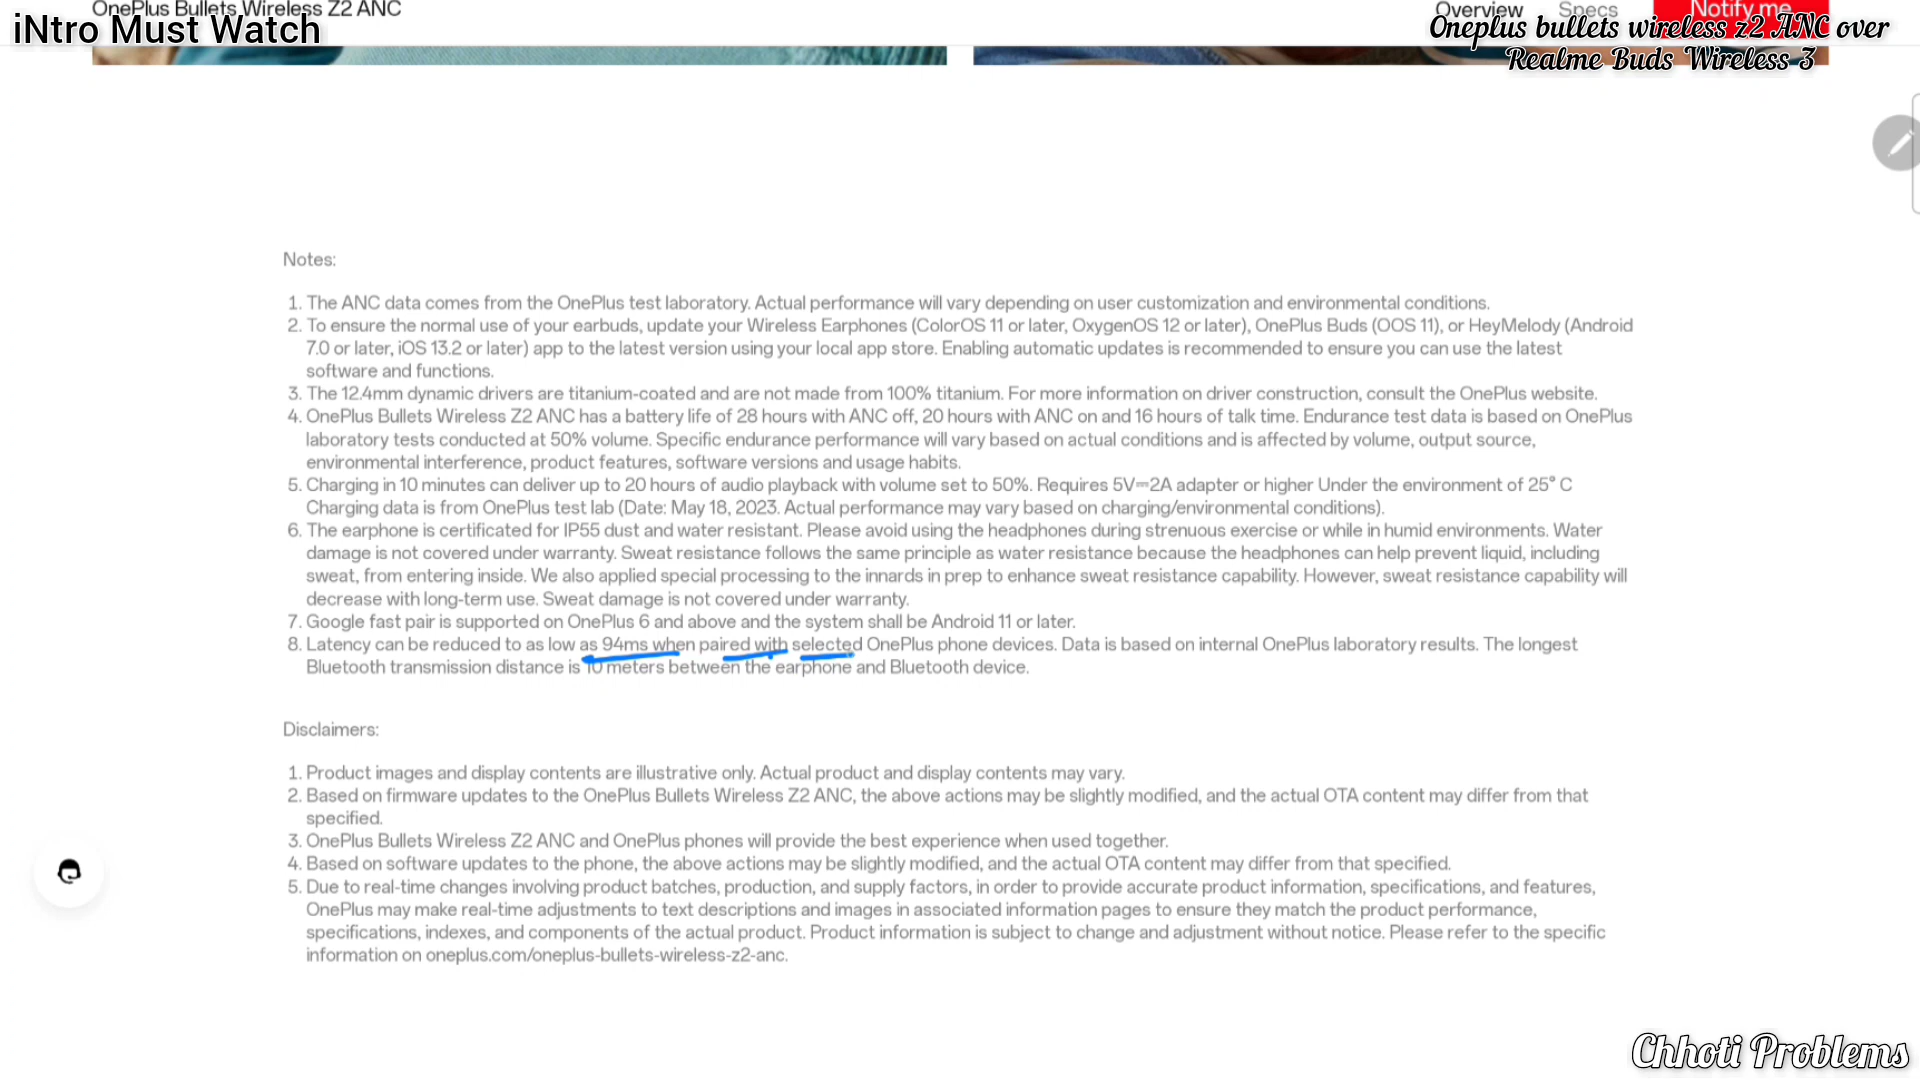 OnePlus Bullets Wireless Z2 ANC
Overview Specs Notify me
iNtro Must Watch
Oneplus bullets wireless z2 ANC over
Realme Buds Wireless 3
Notes:
1. The ANC data comes from the OnePlus test laboratory. Actual performance will vary depending on user customization and environmental conditions.
2. To ensure the normal use of your earbuds, update your Wireless Earphones (ColorOS 11 or later, OxygenOS 12 or later), OnePlus Buds (OOS 11), or HeyMelody (Android
7.0 or later, iOS 13.2 or later) app to the latest version using your local app store. Enabling automatic updates is recommended to ensure you can use the latest
software and functions.
3. The 12.4mm dynamic drivers are titanium-coated and are not made from 100% titanium. For more information on driver construction, consult the OnePlus website.
4. OnePlus Bullets Wireless Z2 ANC has a battery life of 28 hours with ANC off, 20 hours with ANC on and 16 hours of talk time. Endurance test data is based on OnePlus
laboratory tests conducted at 50% volume. Specific endurance performance will vary based on actual conditions and is affected by volume, output source,
environmental interference, product features, software versions and usage habits.
5. Charging in 10 minutes can deliver up to 20 hours of audio playback with volume set to 50%. Requires 5V=2A adapter or higher Under the environment of 25° C
Charging data is from OnePlus test lab (Date: May 18, 2023. Actual performance may vary based on charging/environmental conditions).
6. The earphone is certificated for IP55 dust and water resistant. Please avoid using the headphones during strenuous exercise or while in humid environments. Water
damage is not covered under warranty. Sweat resistance follows the same principle as water resistance because the headphones can help prevent liquid, including
sweat, from entering inside. We also applied special processing to the innards in prep to enhance sweat resistance capability. However, sweat resistance capability will
decrease with long-term use. Sweat damage is not covered under warranty.
7. Google fast pair is supported on OnePlus 6 and above and the system shall be Android 11 or later.
8. Latency can be reduced to as low as 94ms when paired with selected OnePlus phone devices. Data is based on internal OnePlus laboratory results. The longest
Bluetooth transmission distance is 10 meters between the earphone and Bluetooth device.
Disclaimers:
1. Product images and display contents are illustrative only. Actual product and display contents may vary.
2. Based on firmware updates to the OnePlus Bullets Wireless Z2 ANC, the above actions may be slightly modified, and the actual OTA content may differ from that
specified.
3. OnePlus Bullets Wireless Z2 ANC and OnePlus phones will provide the best experience when used together.
4. Based on software updates to the phone, the above actions may be slightly modified, and the actual OTA content may differ from that specified.
5. Due to real-time changes involving product batches, production, and supply factors, in order to provide accurate product information, specifications, and features,
OnePlus may make real-time adjustments to text descriptions and images in associated information pages to ensure they match the product performance,
specifications, indexes, and components of the actual product. Product information is subject to change and adjustment without notice. Please refer to the specific
information on oneplus.com/oneplus-bullets-wireless-z2-anc.
Chhoti Problems